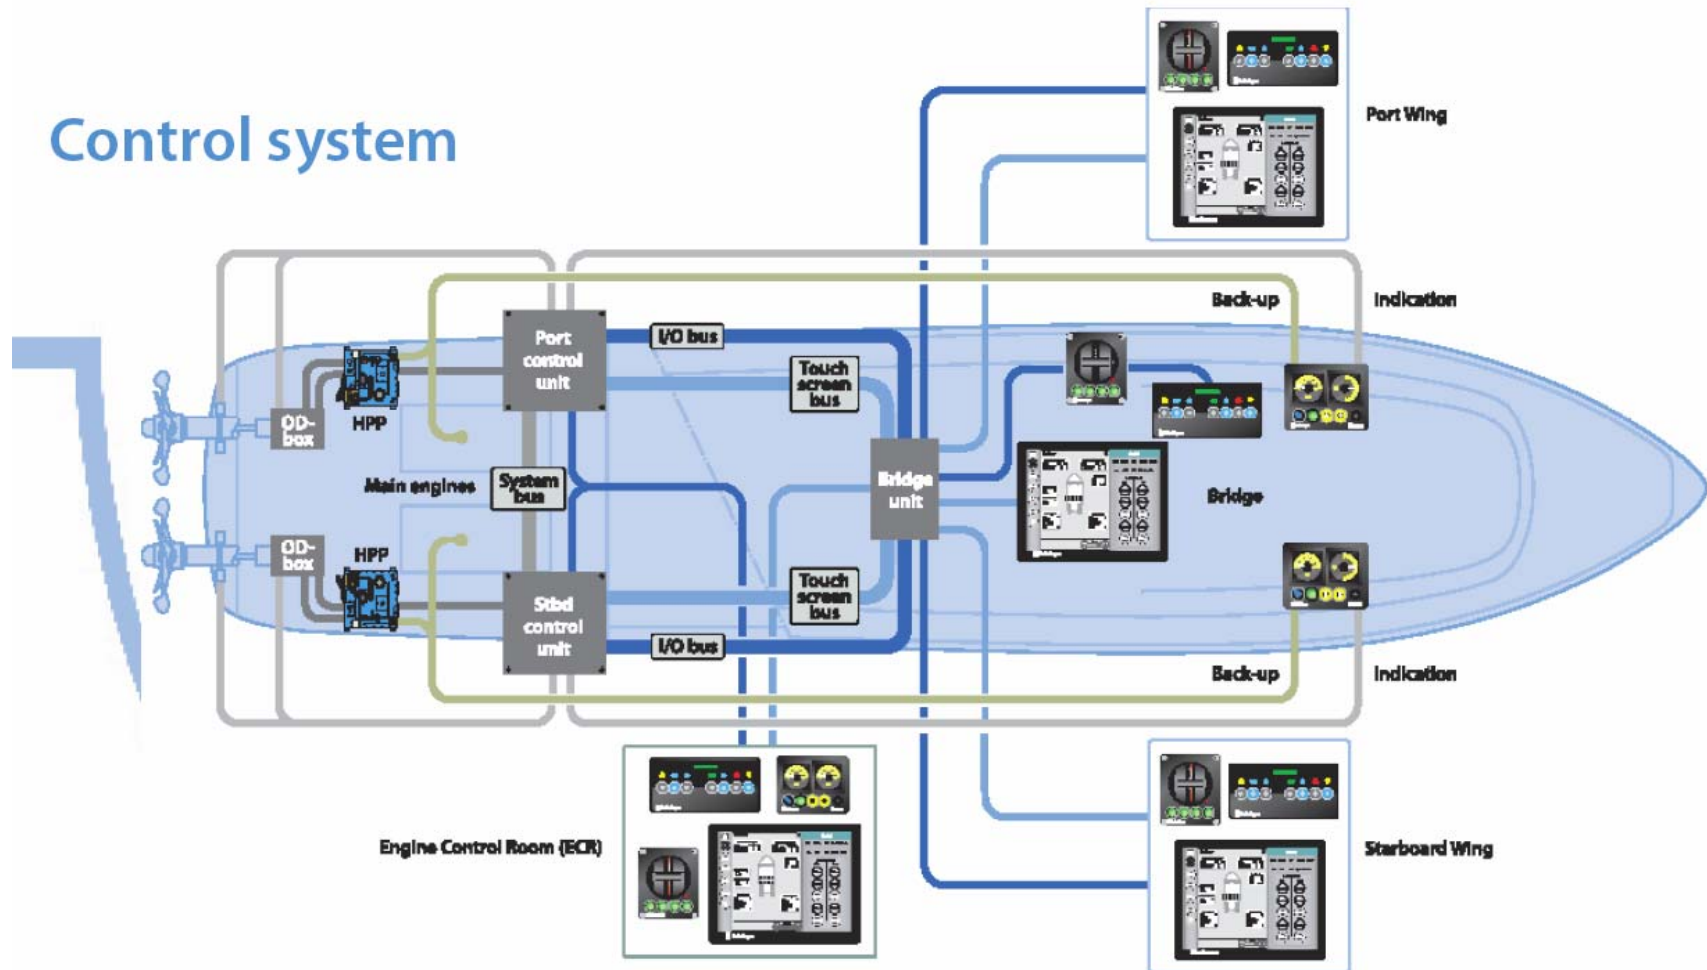 Control system
Port Wing
Back-up
Indication
Port
control
unit
I/O bus
Touch
screen
bus
OD-
box
HPP
Main engines
System
bus
Bridge
unit
Bridge
OD-
box
HPP
Stbd
control
unit
Touch
screen
bus
I/O bus
Back-up
Indication
Engine Control Room (ECR)
Starboard Wing